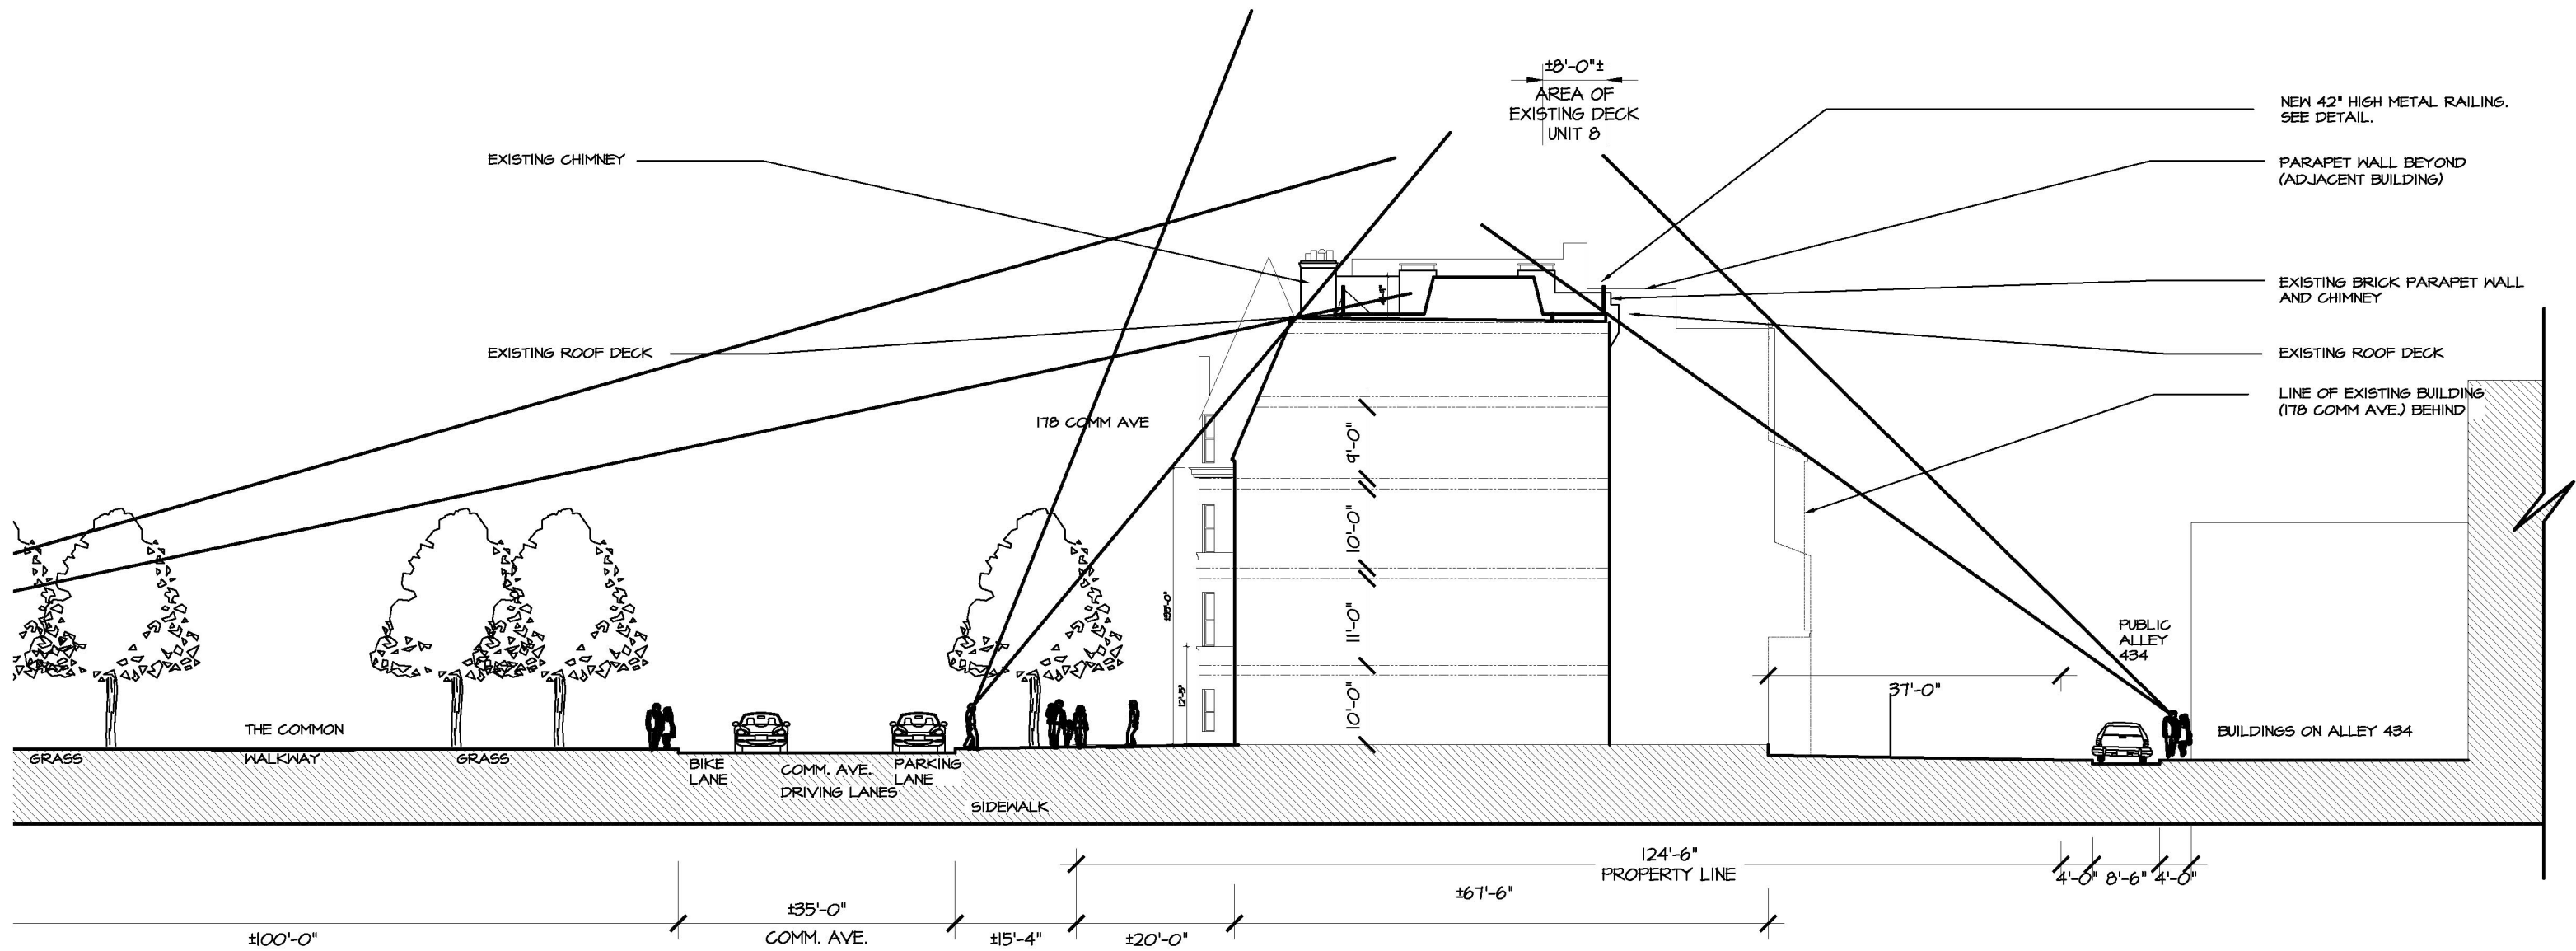 ±8'-0"±
AREA OF
EXISTING DECK
UNIT 8
NEW 42" HIGH METAL RAILING.
SEE DETAIL.
EXISTING CHIMNEY
PARAPET WALL BEYOND
(ADJACENT BUILDING)
EXISTING BRICK PARAPET WALL
AND CHIMNEY
EXISTING ROOF DECK
EXISTING ROOF DECK
LINE OF EXISTING BUILDING
(178 COMM AVE.) BEHIND
178 COMM AVE
9'-0"
10'-0"
11'-0"
10'-0"
12'-5"
PUBLIC
ALLEY
434
37'-0"
THE COMMON
BUILDINGS ON ALLEY 434
GRASS
WALKWAY
GRASS
BIKE
LANE
COMM. AVE.
DRIVING LANES
PARKING
LANE
SIDEWALK
124'-6"
PROPERTY LINE
4'-0" 8'-6" 4'-0"
±67'-6"
±35'-0"
COMM. AVE.
±100'-0"
±15'-4"
±20'-0"